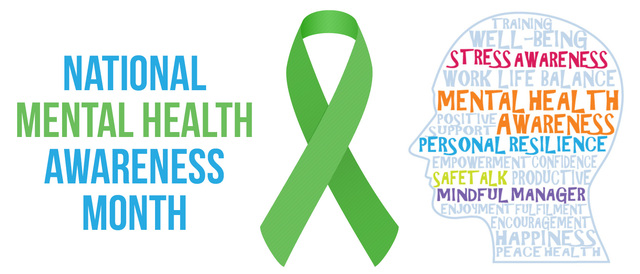 NATIONAL
MENTAL HEALTH
AWARENESS
MONTH
TRAINING
WELL-BEING
STRESS AWARENESS
WORK LIFE BALANCE
MENTAL HEALTH
POSITIVE
SUPPORT
AWARENESS
PERSONAL RESILIENCE
EMPOWERMENT CONFIDENCE
SAFETALK PRODUCTIVE
MINDFUL MANAGER
ENJOYMENT FULFILMENT
ENCOURAGEMENT
HAPPINESS
PEACE HEALTH